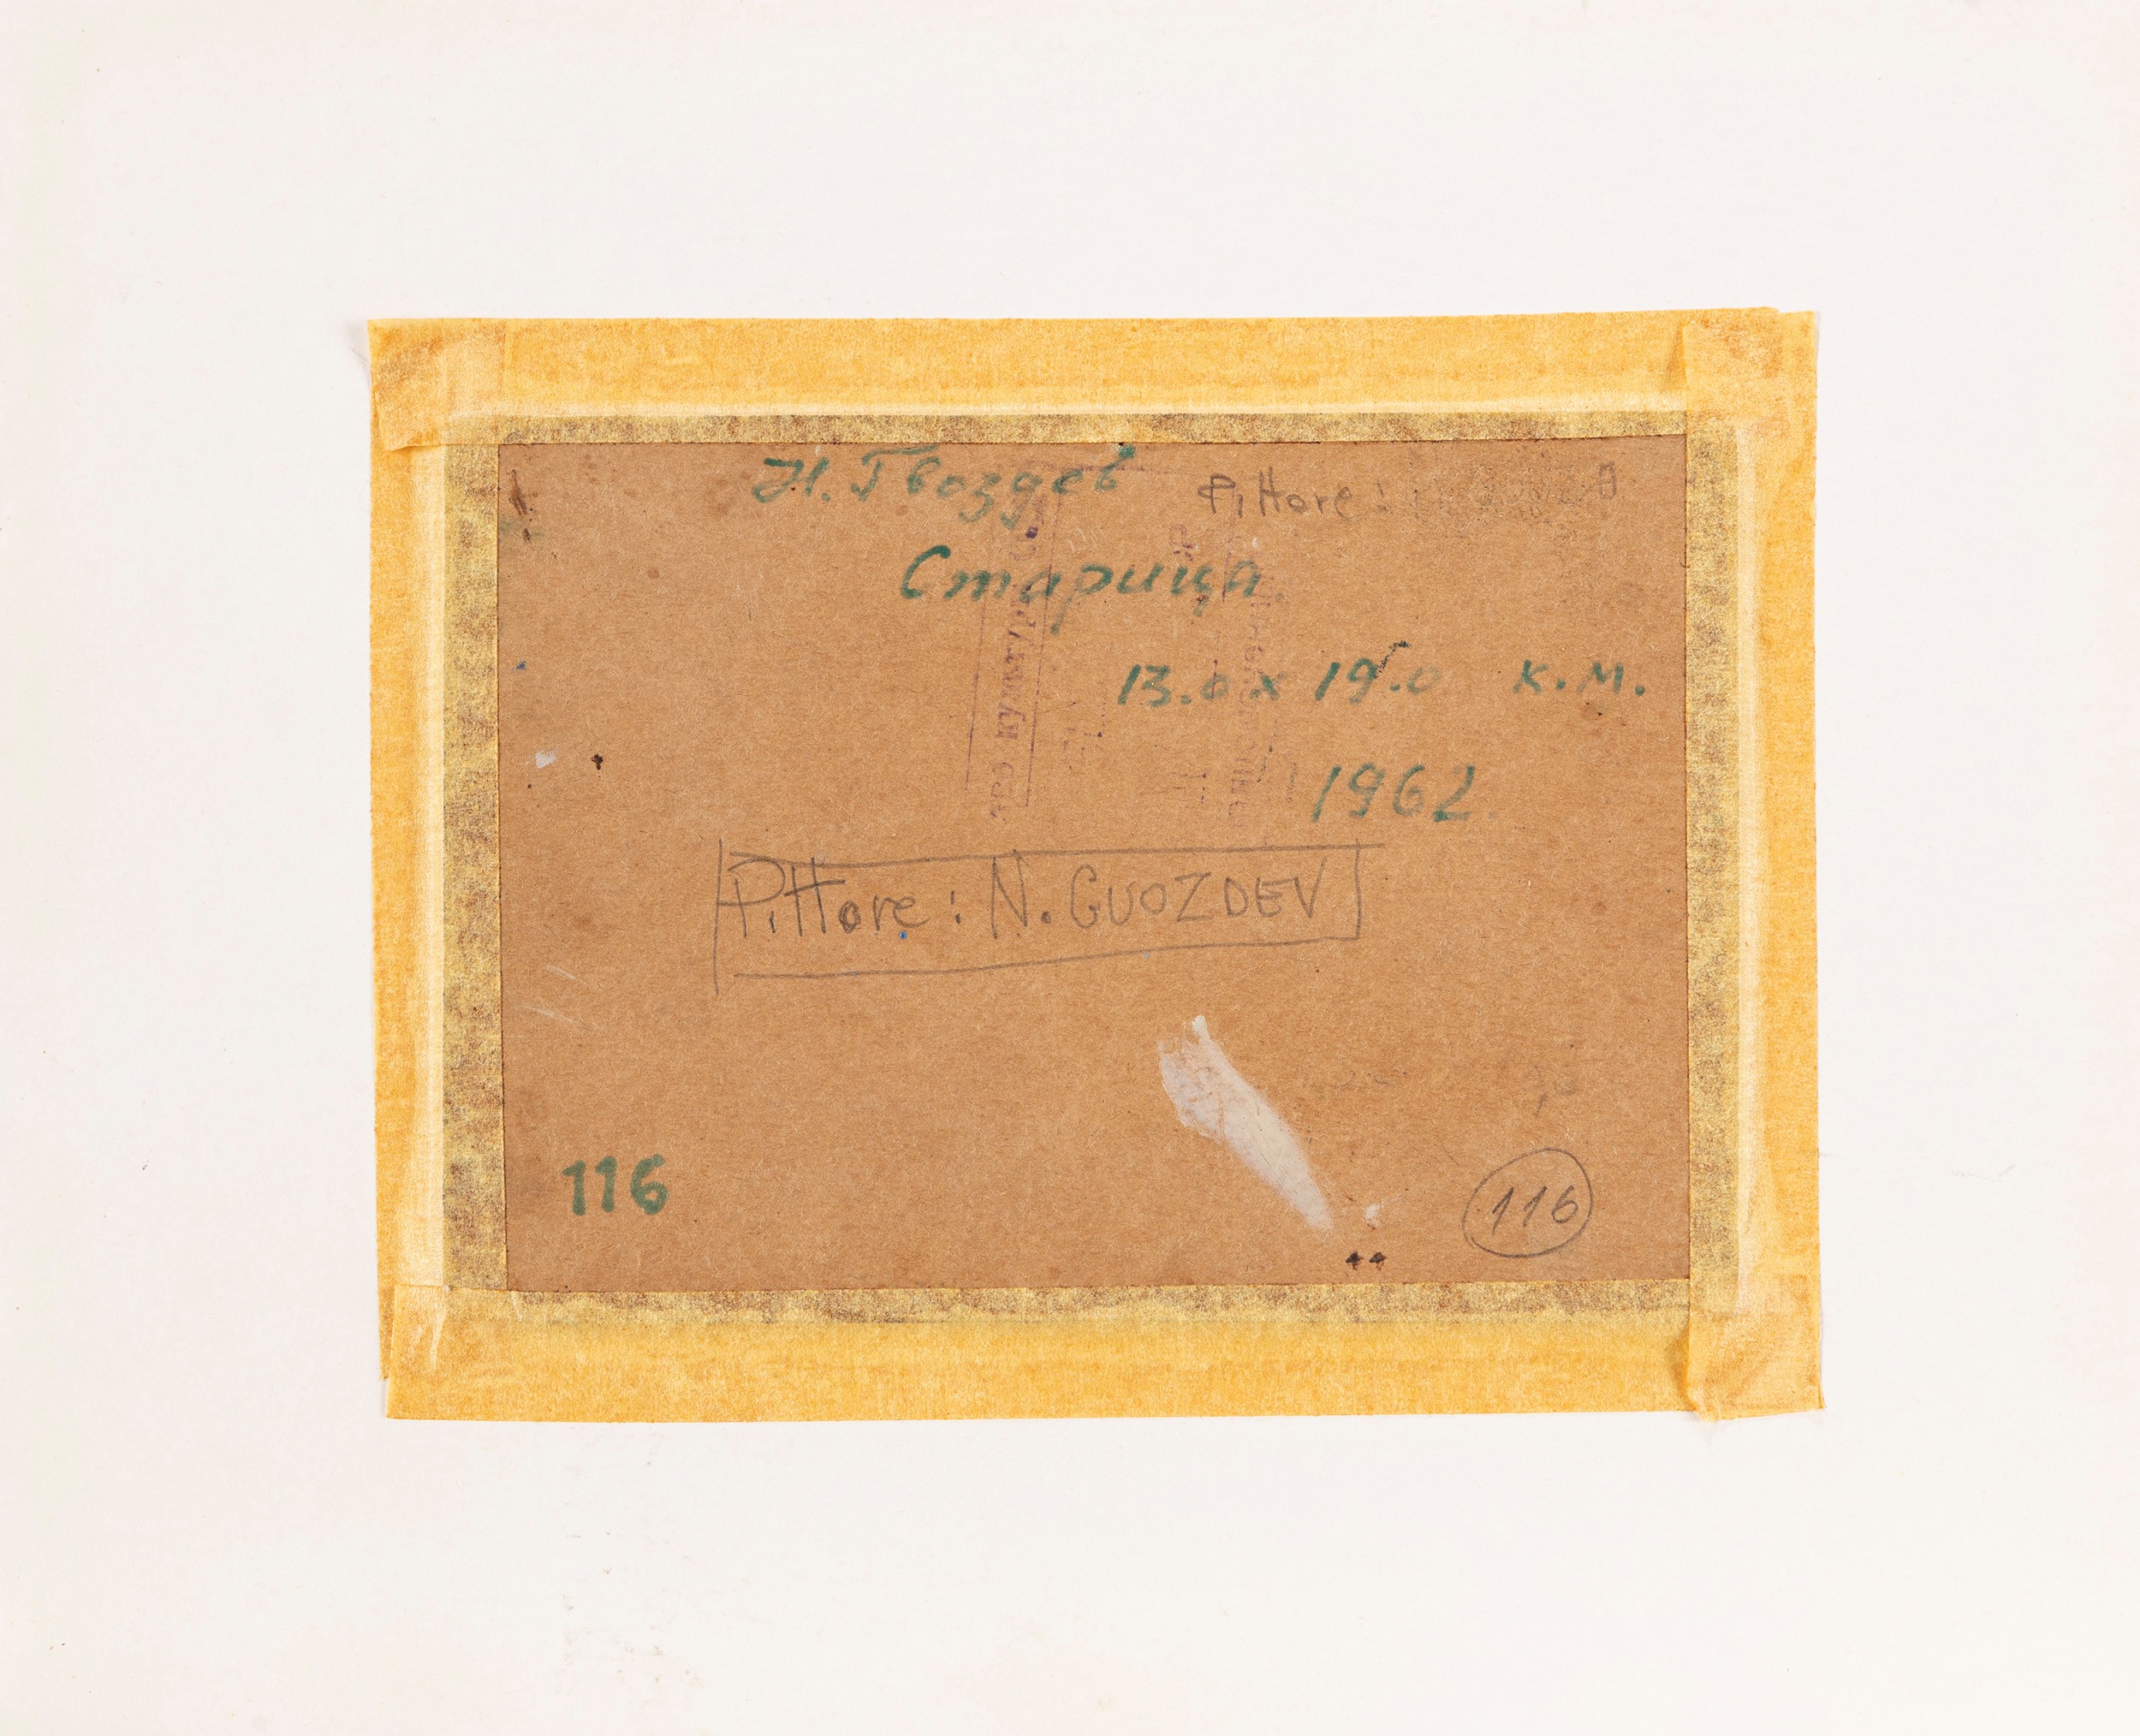 Н. Гвоздев
Pittore:
Старица
13.0 x 19.0 к.м.
1962.
Pittore: N. GUOZDEV
116
116